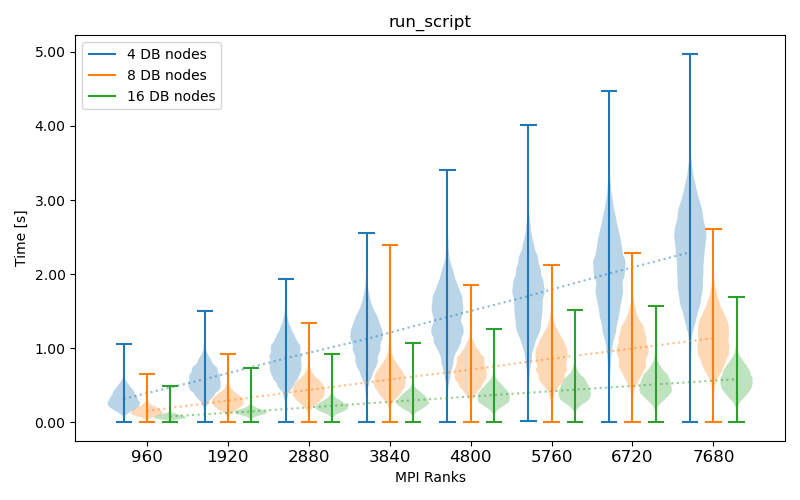 run_script
4 DB nodes
8 DB nodes
16 DB nodes
Time [s]
5.00
4.00
3.00
2.00
1.00
0.00
960 1920 2880 3840 4800 5760 6720 7680
MPI Ranks